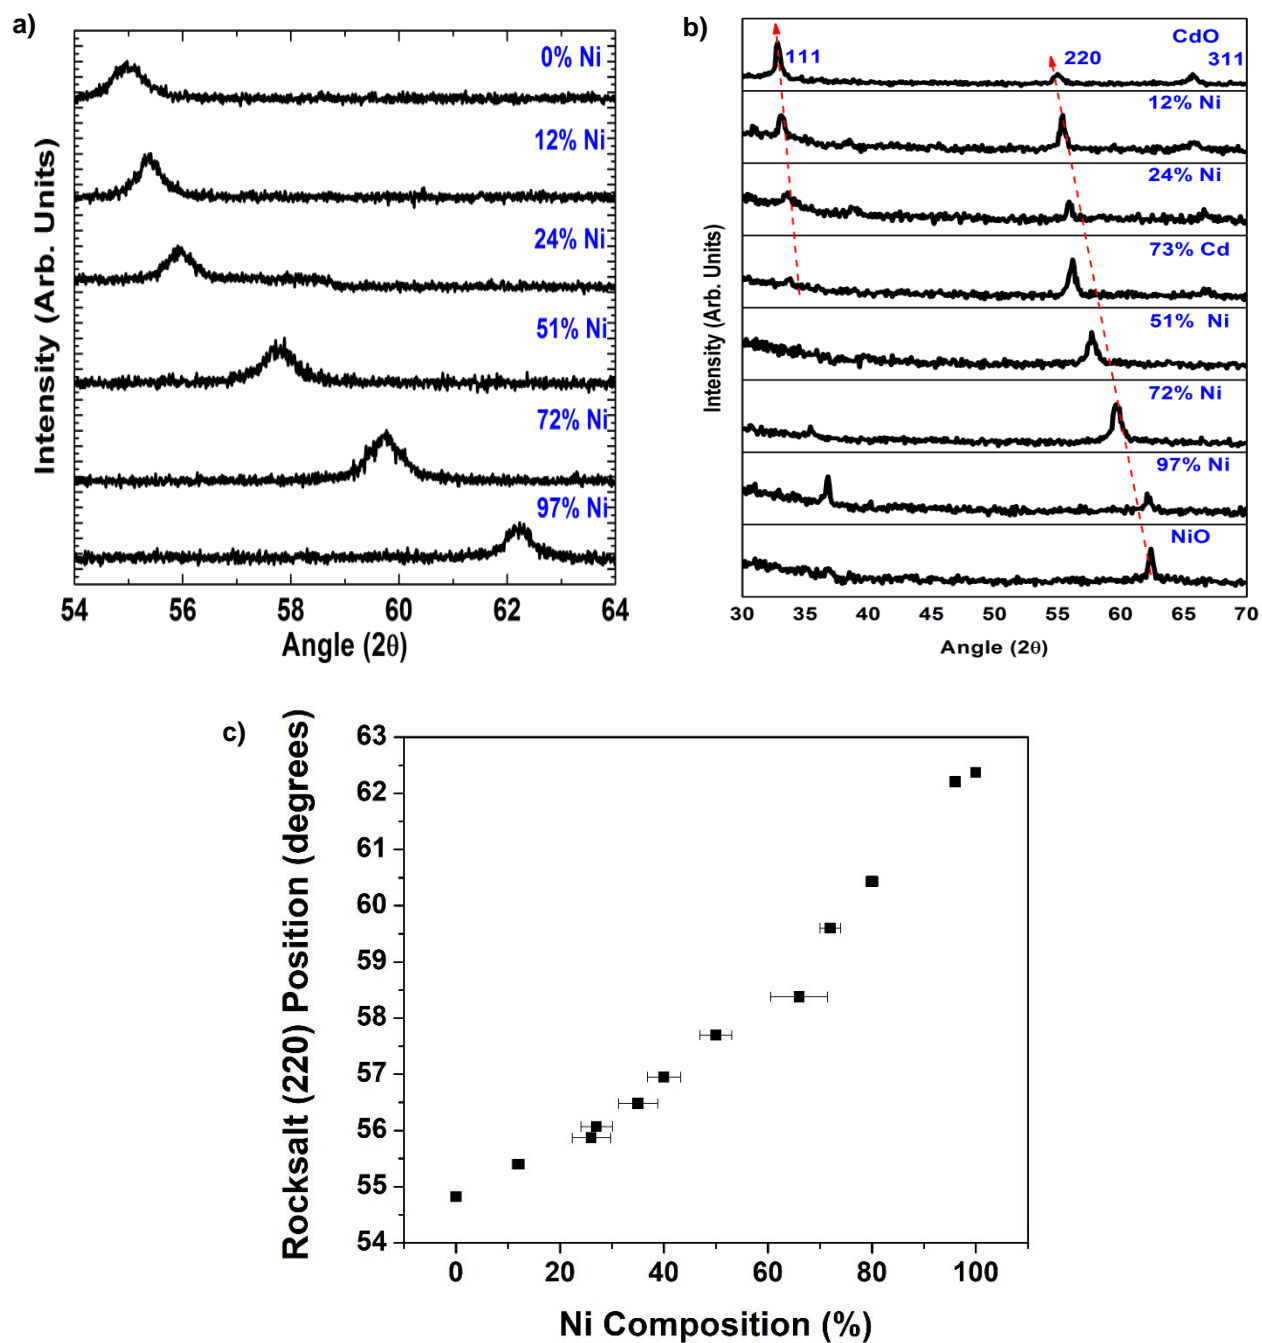 a)
0% Ni
12% Ni
24% Ni
51% Ni
72% Ni
97% Ni
Intensity (Arb. Units)
54 56 58 60 62 64
Angle (2θ)
b)
CdO
111
220
311
12% Ni
24% Ni
73% Cd
51% Ni
72% Ni
97% Ni
NiO
Intensity (Arb. Units)
30 35 40 45 50 55 60 65 70
Angle (2θ)
c)
63
62
61
60
59
58
57
56
55
54
Rocksalt (220) Position (degrees)
0 20 40 60 80 100
Ni Composition (%)